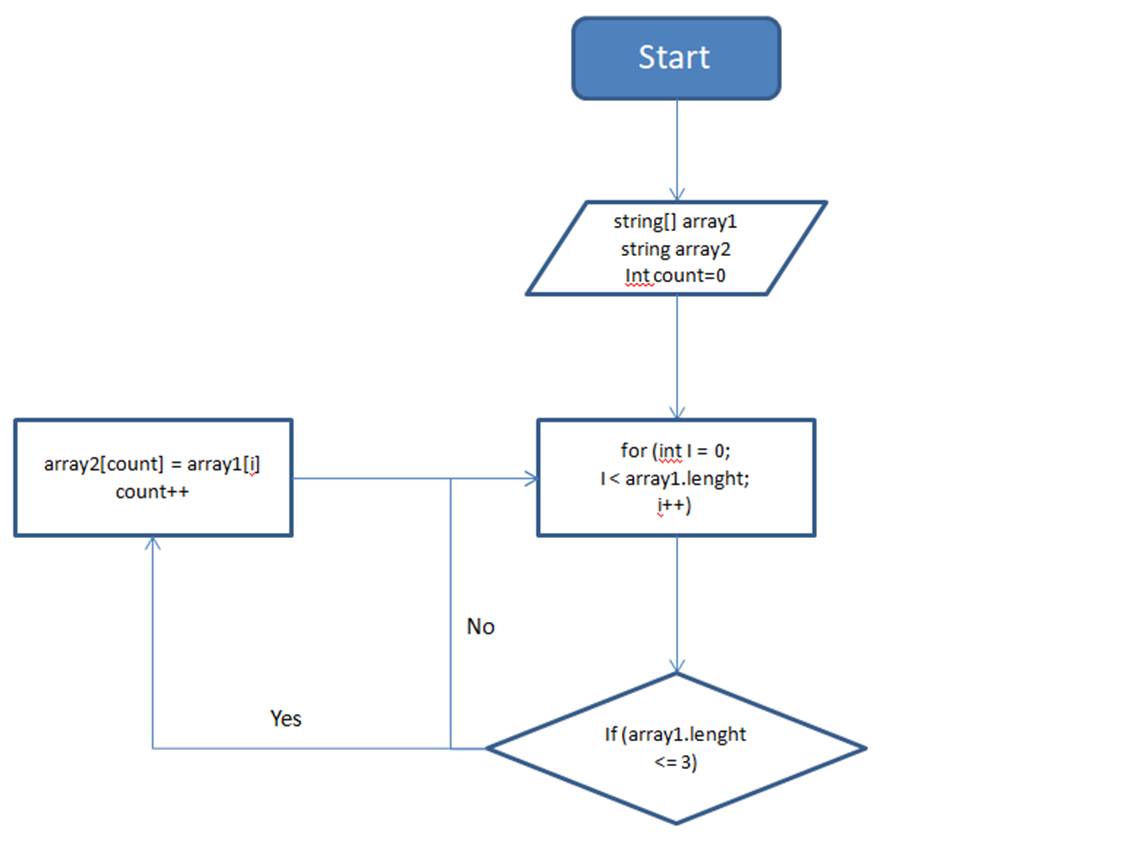 Start
string[] array1
string array2
Int count=0
for (int I = 0;
I < array1.lenght;
i++)
array2[count] = array1[i]
count++
No
Yes
If (array1.lenght
<= 3)